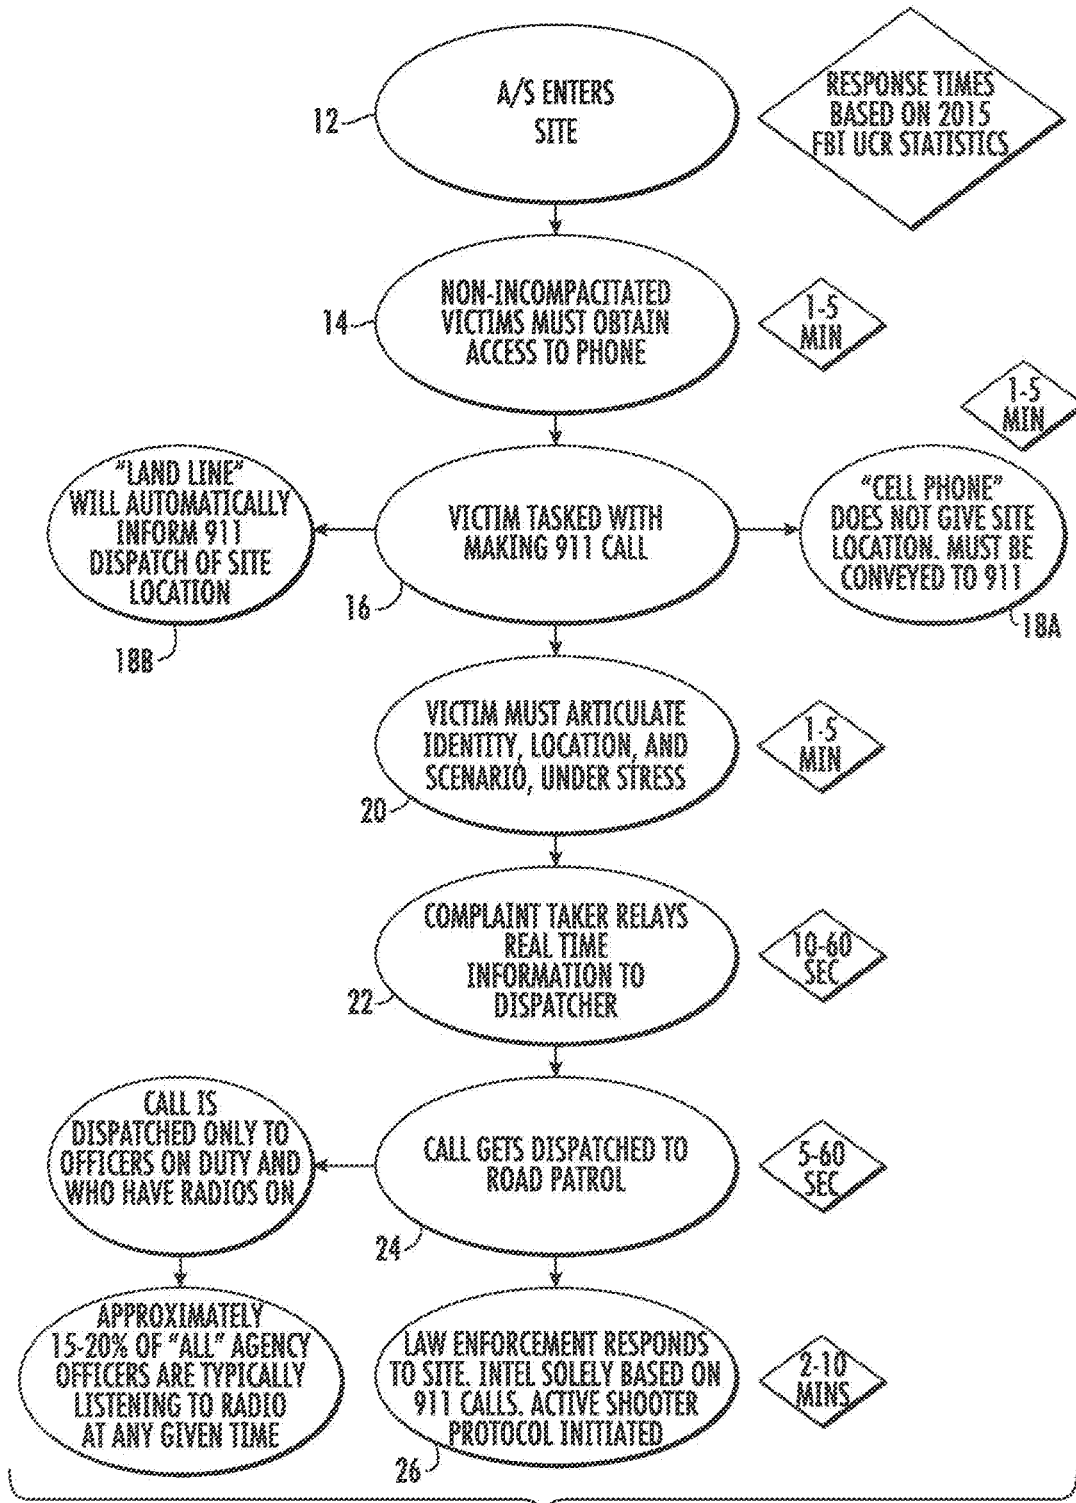 A/S ENTERS
SITE
12
RESPONSE TIMES
BASED ON 2015
FBI UCR STATISTICS
NON-INCOMPACITATED
VICTIMS MUST OBTAIN
ACCESS TO PHONE
14
1-5
MIN
1-5
MIN
"LAND LINE"
WILL AUTOMATICALLY
INFORM 911
DISPATCH OF SITE
LOCATION
18B
VICTIM TASKED WITH
MAKING 911 CALL
16
"CELL PHONE"
DOES NOT GIVE SITE
LOCATION. MUST BE
CONVEYED TO 911
18A
VICTIM MUST ARTICULATE
IDENTITY, LOCATION, AND
SCENARIO, UNDER STRESS
20
1-5
MIN
COMPLAINT TAKER RELAYS
REAL TIME
INFORMATION TO
DISPATCHER
22
10-60
SEC
CALL IS
DISPATCHED ONLY TO
OFFICERS ON DUTY AND
WHO HAVE RADIOS ON
CALL GETS DISPATCHED TO
ROAD PATROL
24
5-60
SEC
APPROXIMATELY
15-20% OF "ALL" AGENCY
OFFICERS ARE TYPICALLY
LISTENING TO RADIO
AT ANY GIVEN TIME
LAW ENFORCEMENT RESPONDS
TO SITE. INTEL SOLELY BASED ON
911 CALLS. ACTIVE SHOOTER
PROTOCOL INITIATED
26
2-10
MINS